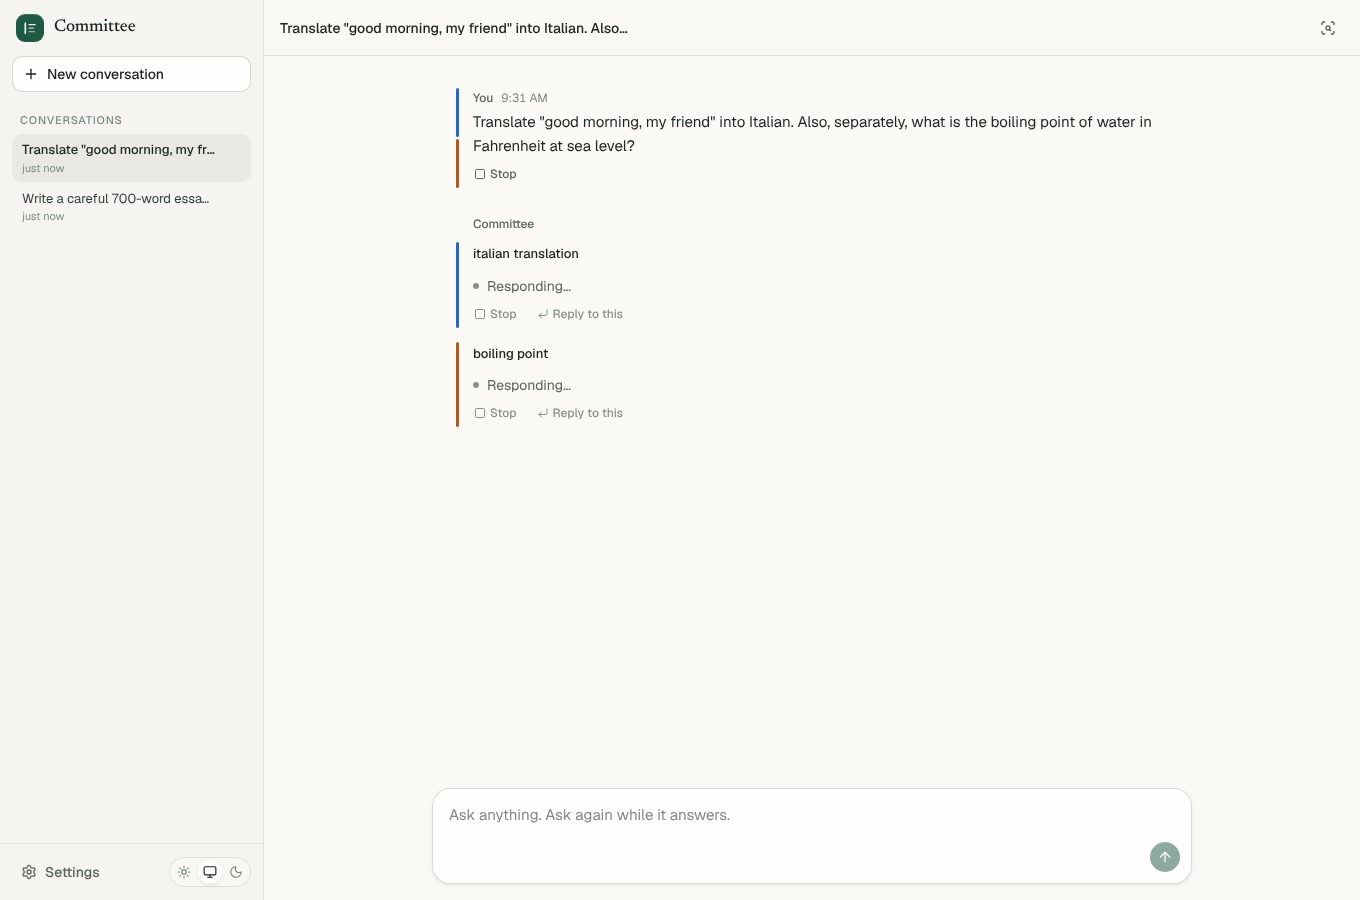 Committee
New conversation
CONVERSATIONS
Translate "good morning, my fr...
just now
Write a careful 700-word essa...
just now
Settings
Translate "good morning, my friend" into Italian. Also...
You 9:31 AM
Translate "good morning, my friend" into Italian. Also, separately, what is the boiling point of water in
Fahrenheit at sea level?
Stop
Committee
italian translation
Responding...
Stop Reply to this
boiling point
Responding...
Stop Reply to this
Ask anything. Ask again while it answers.